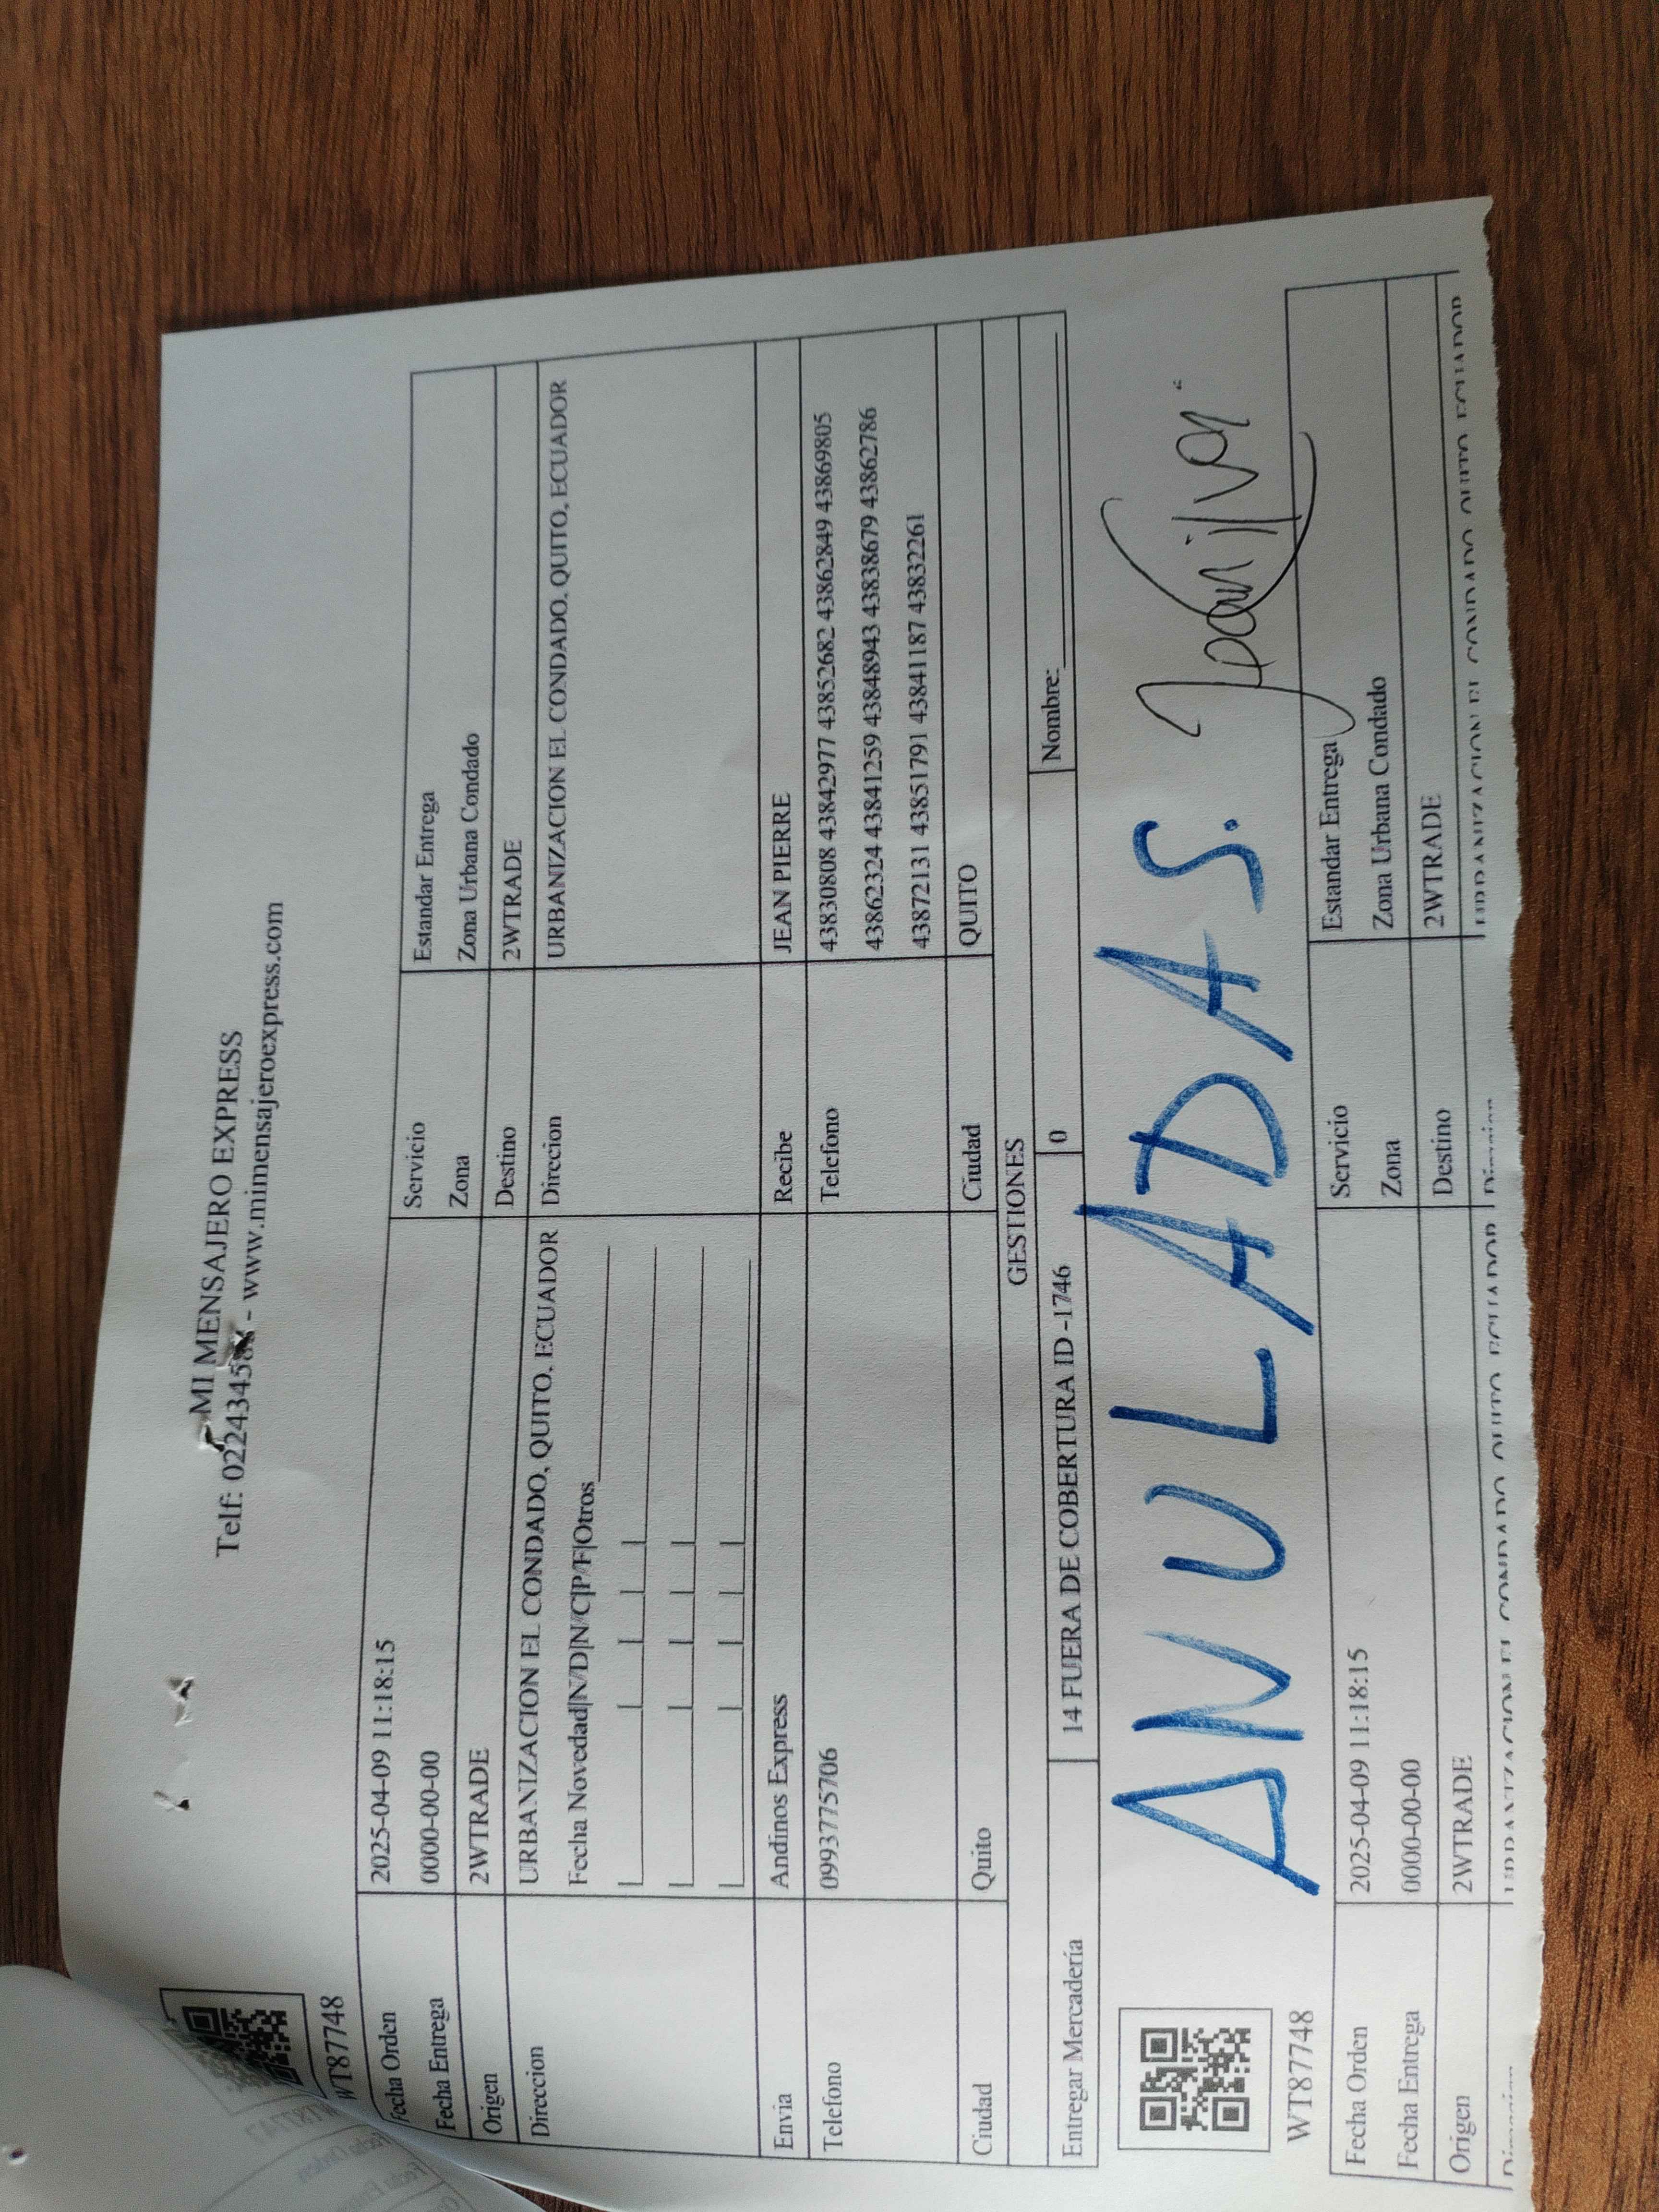 MI MENSAJERO EXPRESS
- www.mimensajeroexpress.com
WT87748
Fecha Orden 2025-04-09 11:18:15 Servicio Estandar Entrega
Fecha Entrega 0000-00-00 Zona Zona Urbana Condado
Origen 2WTRADE Destino 2WTRADE
Direccion URBANIZACION EL CONDADO, QUITO, ECUADOR Direccion URBANIZACION EL CONDADO, QUITO, ECUADOR
Fecha Novedad|N/D|N/C|P/F|Otros
Envia Andinos Express Recibe JEAN PIERRE
Telefono 0993775706 Telefono 43830808 43842977 43852682 43862849 43869805
43862324 43841259 43848943 43838679 43862786
43872131 43851791 43841187 43832261
Ciudad Quito Ciudad QUITO
GESTIONES
Entregar Mercadería 14 FUERA DE COBERTURA ID -1746 0 Nombre:
ANULADAS.
WT87748
Fecha Orden 2025-04-09 11:18:15 Servicio Estandar Entrega
Fecha Entrega 0000-00-00 Zona Zona Urbana Condado
Origen 2WTRADE Destino 2WTRADE